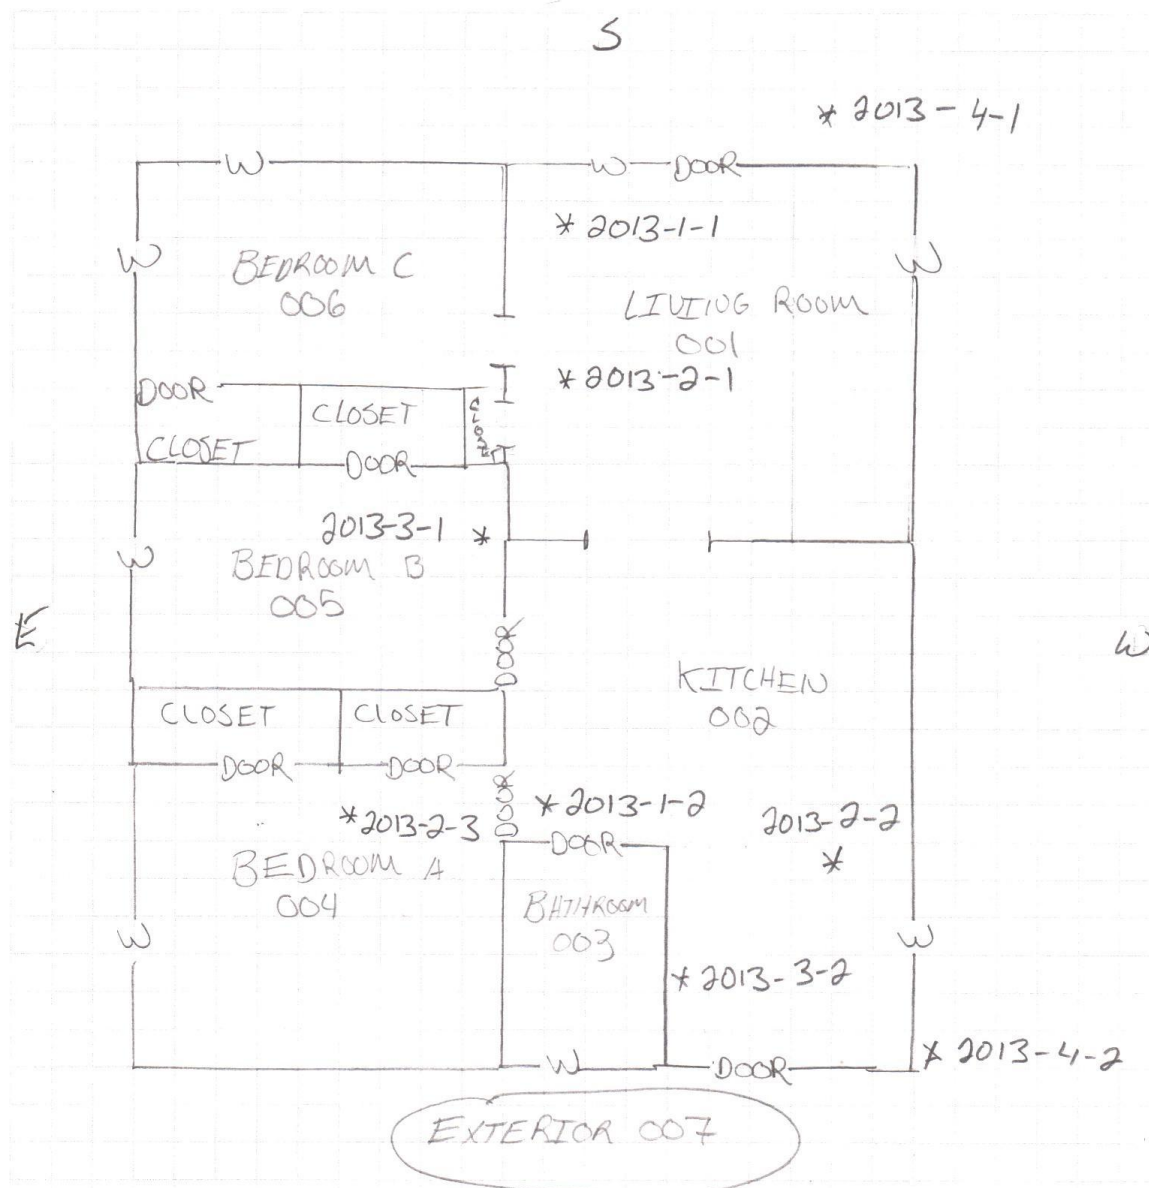 S
* 2013-4-1
W
W DOOR
* 2013-1-1
W
W
BEDROOM C
006
LIVING ROOM
001
* 2013-2-1
DOOR
CLOSET
CLOSET
CLOSET
DOOR
2013-3-1 *
W
BEDROOM B
005
E
W
DOOR
KITCHEN
002
CLOSET
CLOSET
DOOR
DOOR
DOOR
* 2013-1-2
* 2013-2-3
2013-2-2
*
DOOR
BEDROOM A
004
BATHROOM
003
W
W
* 2013-3-2
W
DOOR
* 2013-4-2
EXTERIOR 007